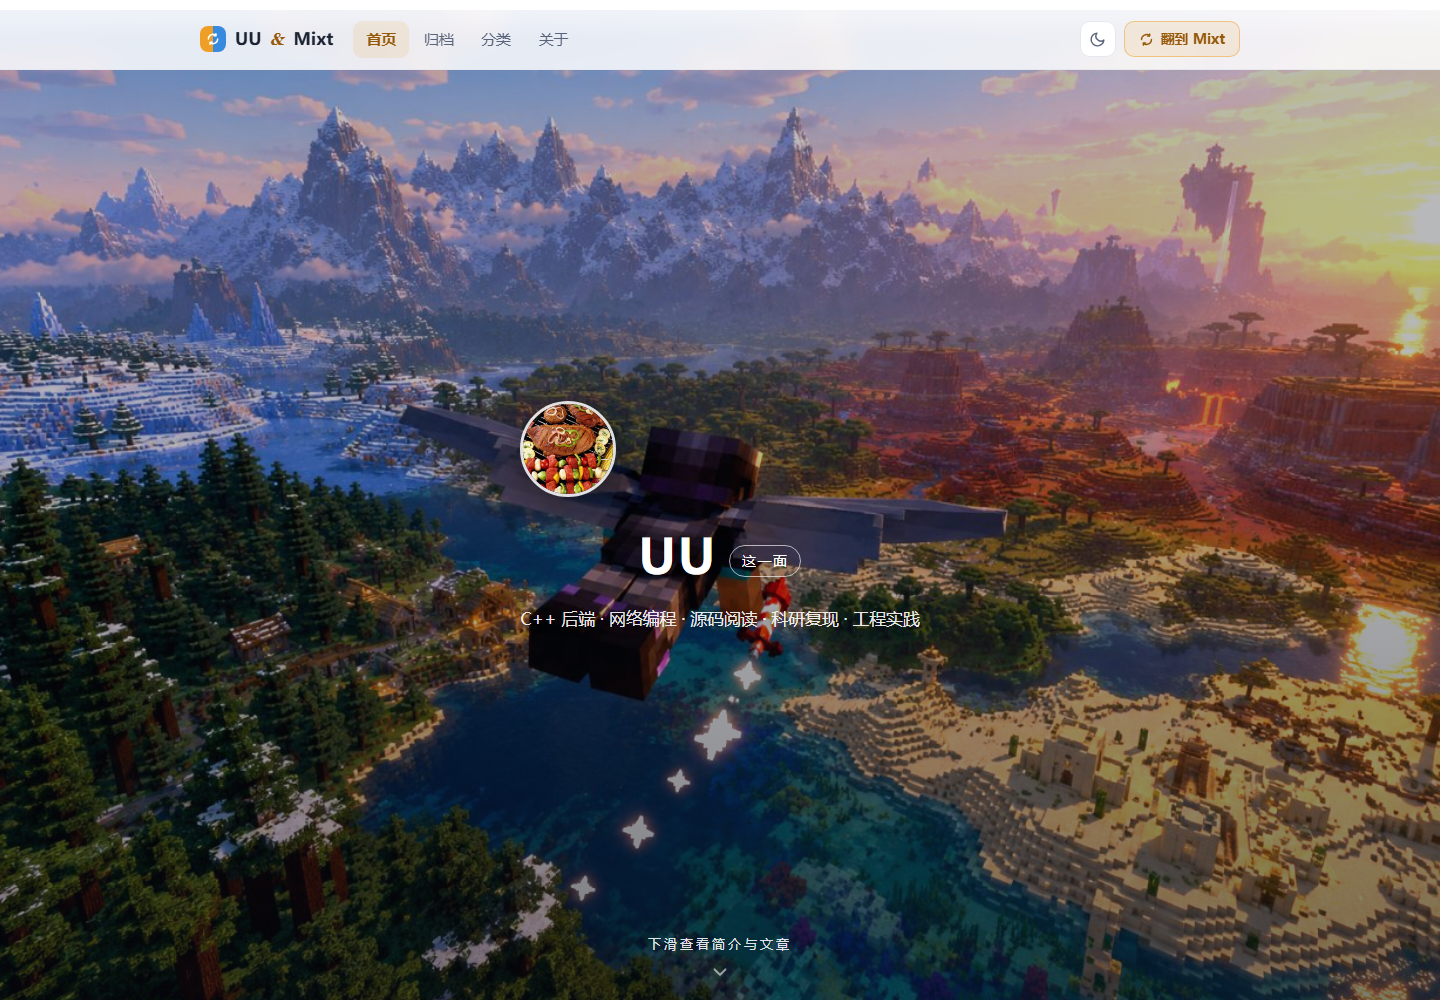 UU & Mixt 首页 归档 分类 关于 翻到 Mixt
UU 这一面
C++ 后端 · 网络编程 · 源码阅读 · 科研复现 · 工程实践
下滑查看简介与文章